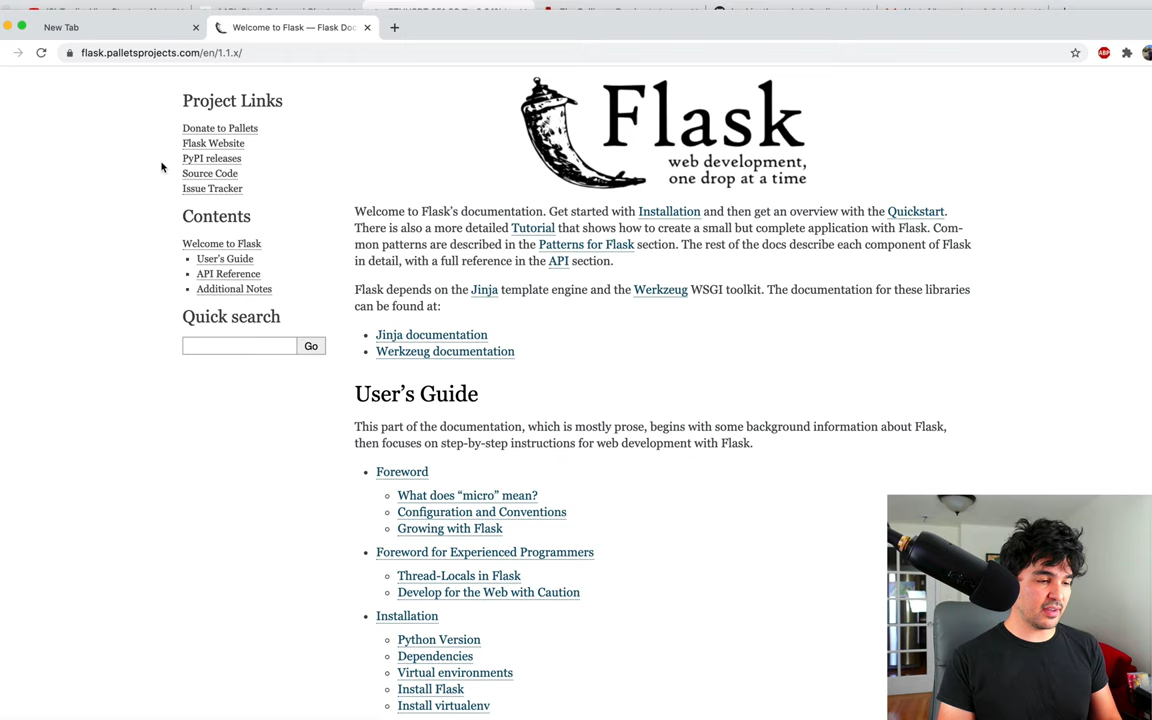 New Tab
Welcome to Flask — Flask Doc
flask.palletsprojects.com/en/1.1.x/
ABP
Project Links
Donate to Pallets
Flask Website
PyPI releases
Source Code
Issue Tracker
Contents
Welcome to Flask
User's Guide
API Reference
Additional Notes
Quick search
Go
Flask
web development,
one drop at a time
Welcome to Flask's documentation. Get started with Installation and then get an overview with the Quickstart.
There is also a more detailed Tutorial that shows how to create a small but complete application with Flask. Com-
mon patterns are described in the Patterns for Flask section. The rest of the docs describe each component of Flask
in detail, with a full reference in the API section.
Flask depends on the Jinja template engine and the Werkzeug WSGI toolkit. The documentation for these libraries
can be found at:
Jinja documentation
Werkzeug documentation
User's Guide
This part of the documentation, which is mostly prose, begins with some background information about Flask,
then focuses on step-by-step instructions for web development with Flask.
Foreword
What does “micro” mean?
Configuration and Conventions
Growing with Flask
Foreword for Experienced Programmers
Thread-Locals in Flask
Develop for the Web with Caution
Installation
Python Version
Dependencies
Virtual environments
Install Flask
Install virtualenv